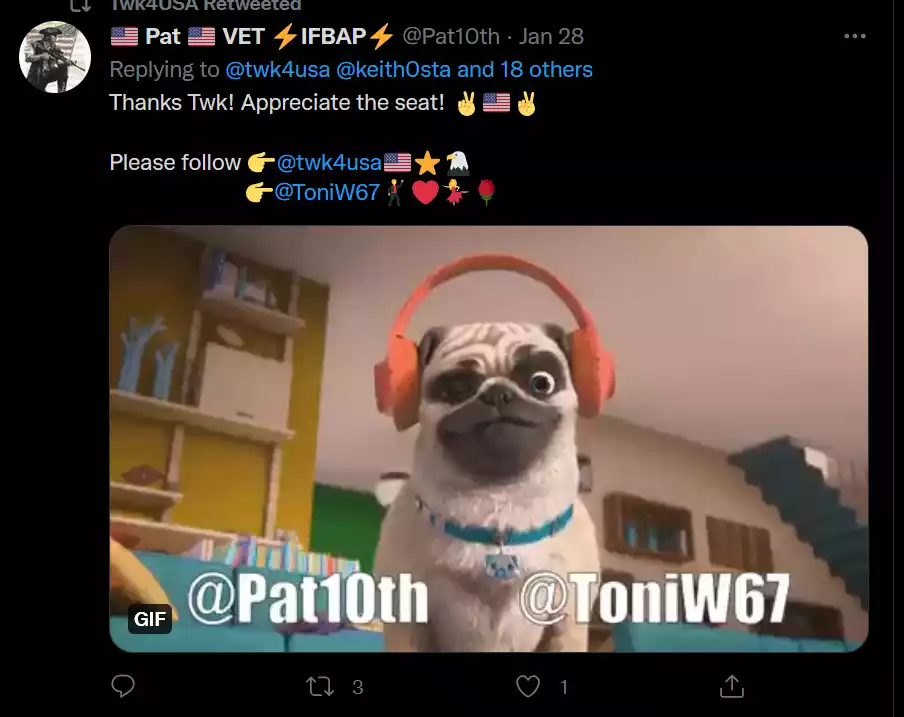 Twk4USA Retweeted
🇺🇸 Pat 🇺🇸 VET ⚡IFBAP⚡ @Pat10th · Jan 28
Replying to @twk4usa @keith0sta and 18 others
Thanks Twk! Appreciate the seat! ✌️🇺🇸✌️
Please follow 👉@twk4usa🇺🇸⭐🦅
👉@ToniW67🕺❤️💃🌹
@Pat10th @ToniW67
GIF
3 1